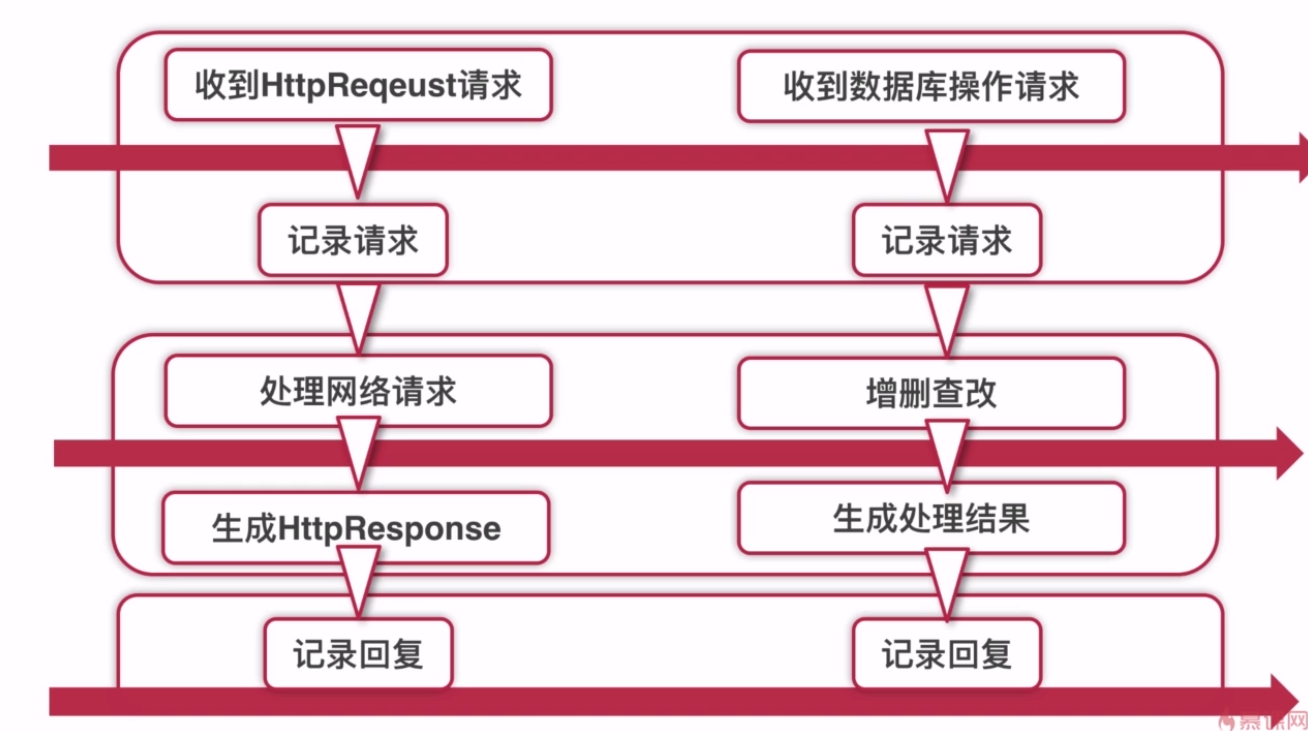 收到HttpReqeust请求
收到数据库操作请求
记录请求
记录请求
处理网络请求
增删查改
生成HttpResponse
生成处理结果
记录回复
记录回复
慕课网